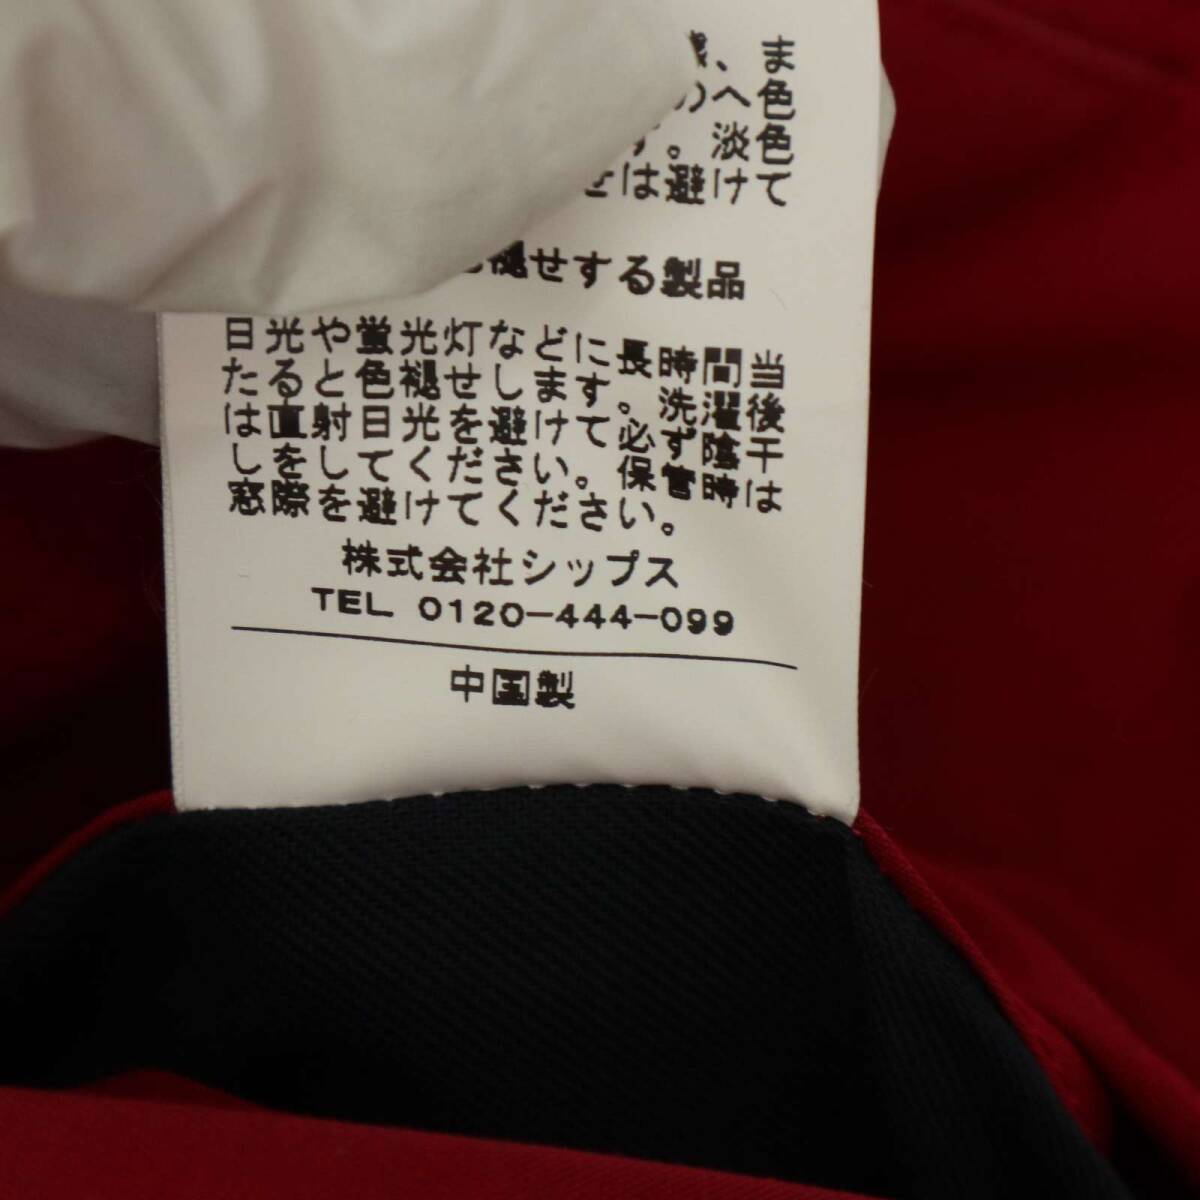 、ま
のへ色
す。淡色
は避けて
褪せする製品
日光や蛍光灯などに長時間当
たると色褪せします。洗濯後
は直射日光を避けて必ず陰干
しをしてください。保管時は
窓際を避けてください。
株式会社シップス
TEL 0120-444-099
中国製